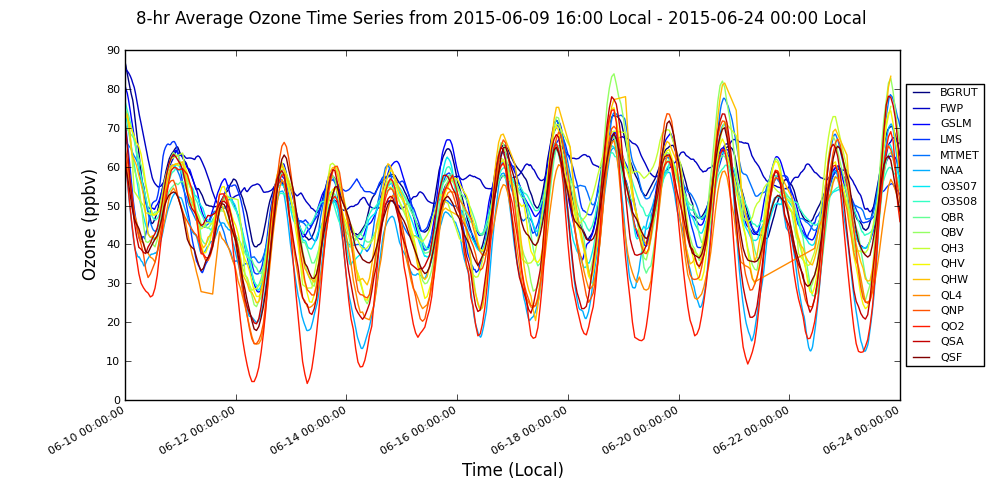 8-hr Average Ozone Time Series from 2015-06-09 16:00 Local - 2015-06-24 00:00 Local
90
80
70
60
50
40
30
20
10
0
Ozone (ppbv)
06-10 00:00:00
06-12 00:00:00
06-14 00:00:00
06-16 00:00:00
06-18 00:00:00
06-20 00:00:00
06-22 00:00:00
06-24 00:00:00
Time (Local)
BGRUT
FWP
GSLM
LMS
MTMET
NAA
O3S07
O3S08
QBR
QBV
QH3
QHV
QHW
QL4
QNP
QO2
QSA
QSF